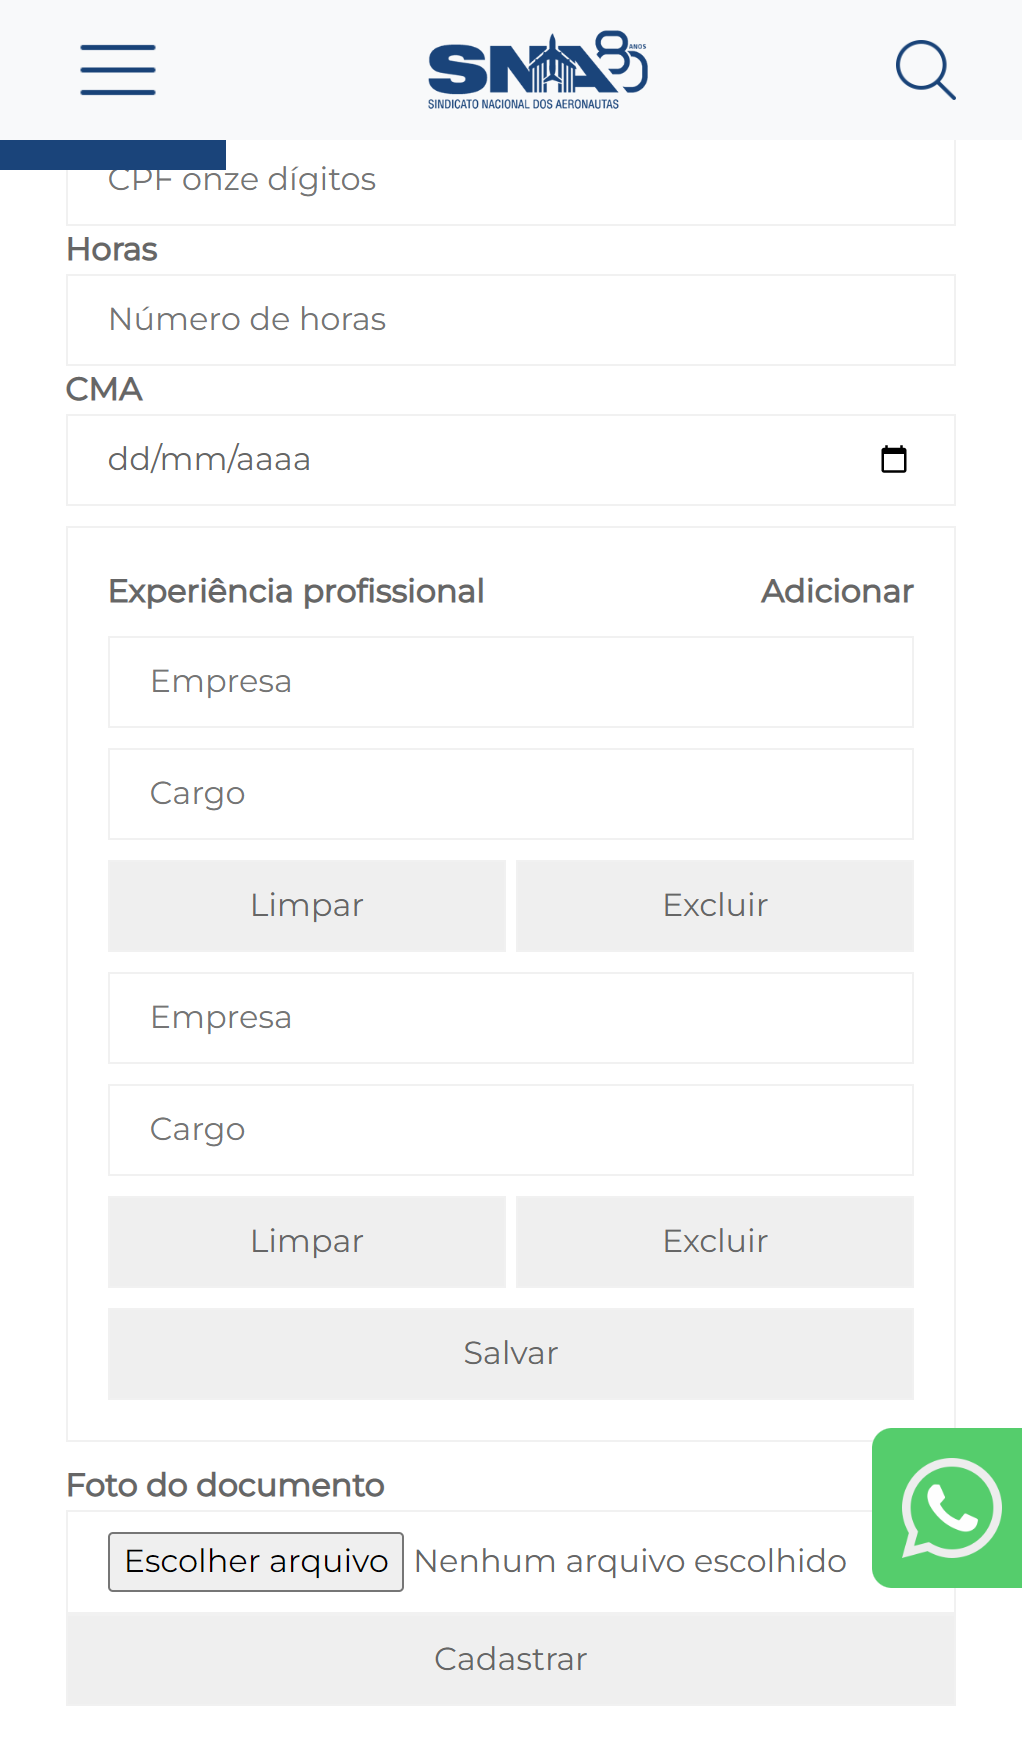 SNA 80 ANOS
SINDICATO NACIONAL DOS AERONAUTAS
CPF onze dígitos
Horas
Número de horas
CMA
dd/mm/aaaa
Experiência profissional Adicionar
Empresa
Cargo
Limpar Excluir
Empresa
Cargo
Limpar Excluir
Salvar
Foto do documento
Escolher arquivo Nenhum arquivo escolhido
Cadastrar